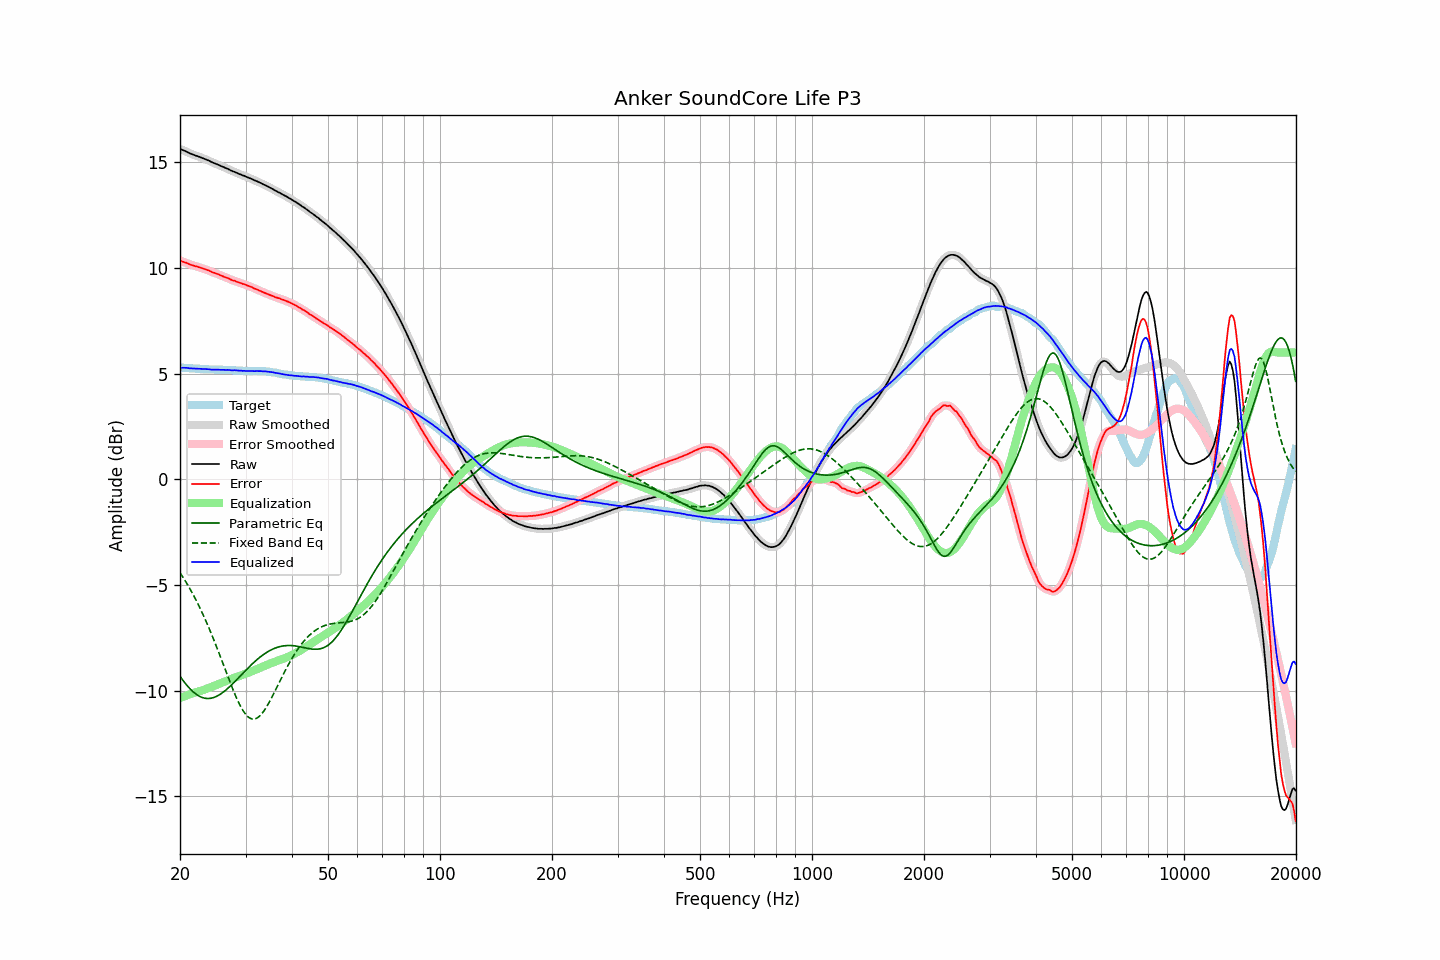 Anker SoundCore Life P3
Amplitude (dBr)
15
10
5
0
−5
−10
−15
Target
Raw Smoothed
Error Smoothed
Raw
Error
Equalization
Parametric Eq
Fixed Band Eq
Equalized
20 50 100 200 500 1000 2000 5000 10000 20000
Frequency (Hz)